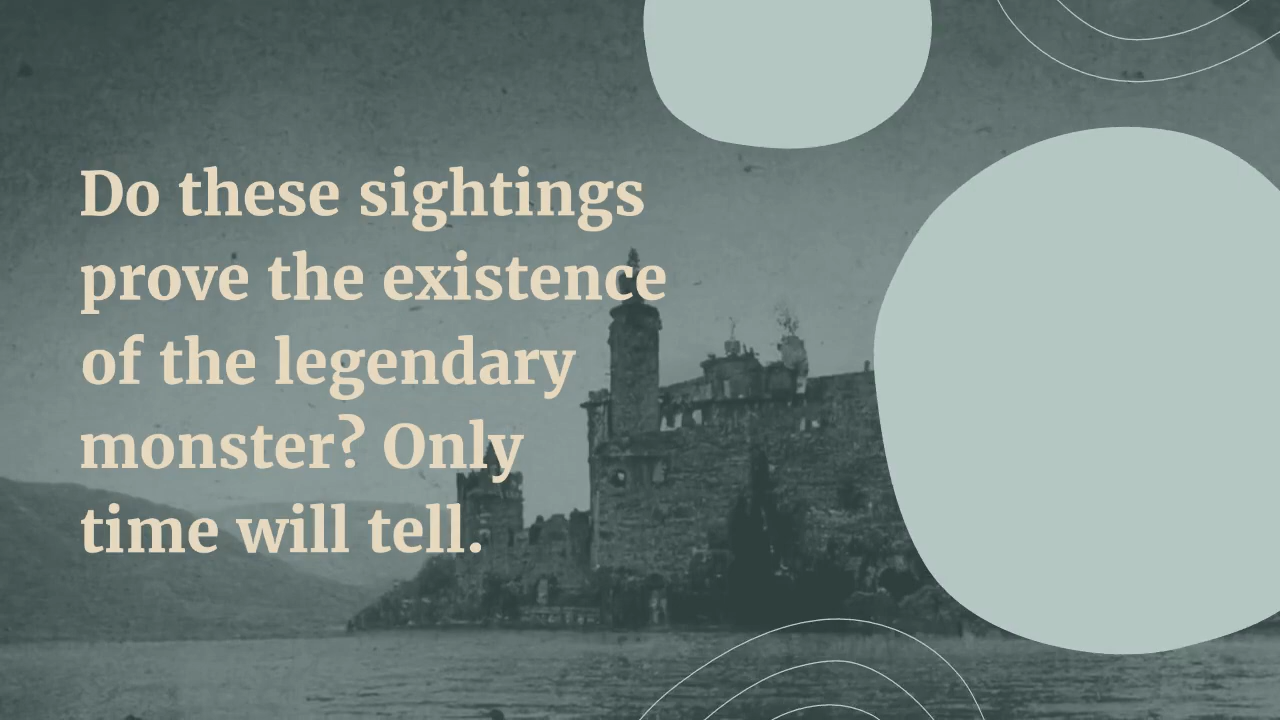 Do these sightings
prove the existence
of the legendary
monster? Only
time will tell.